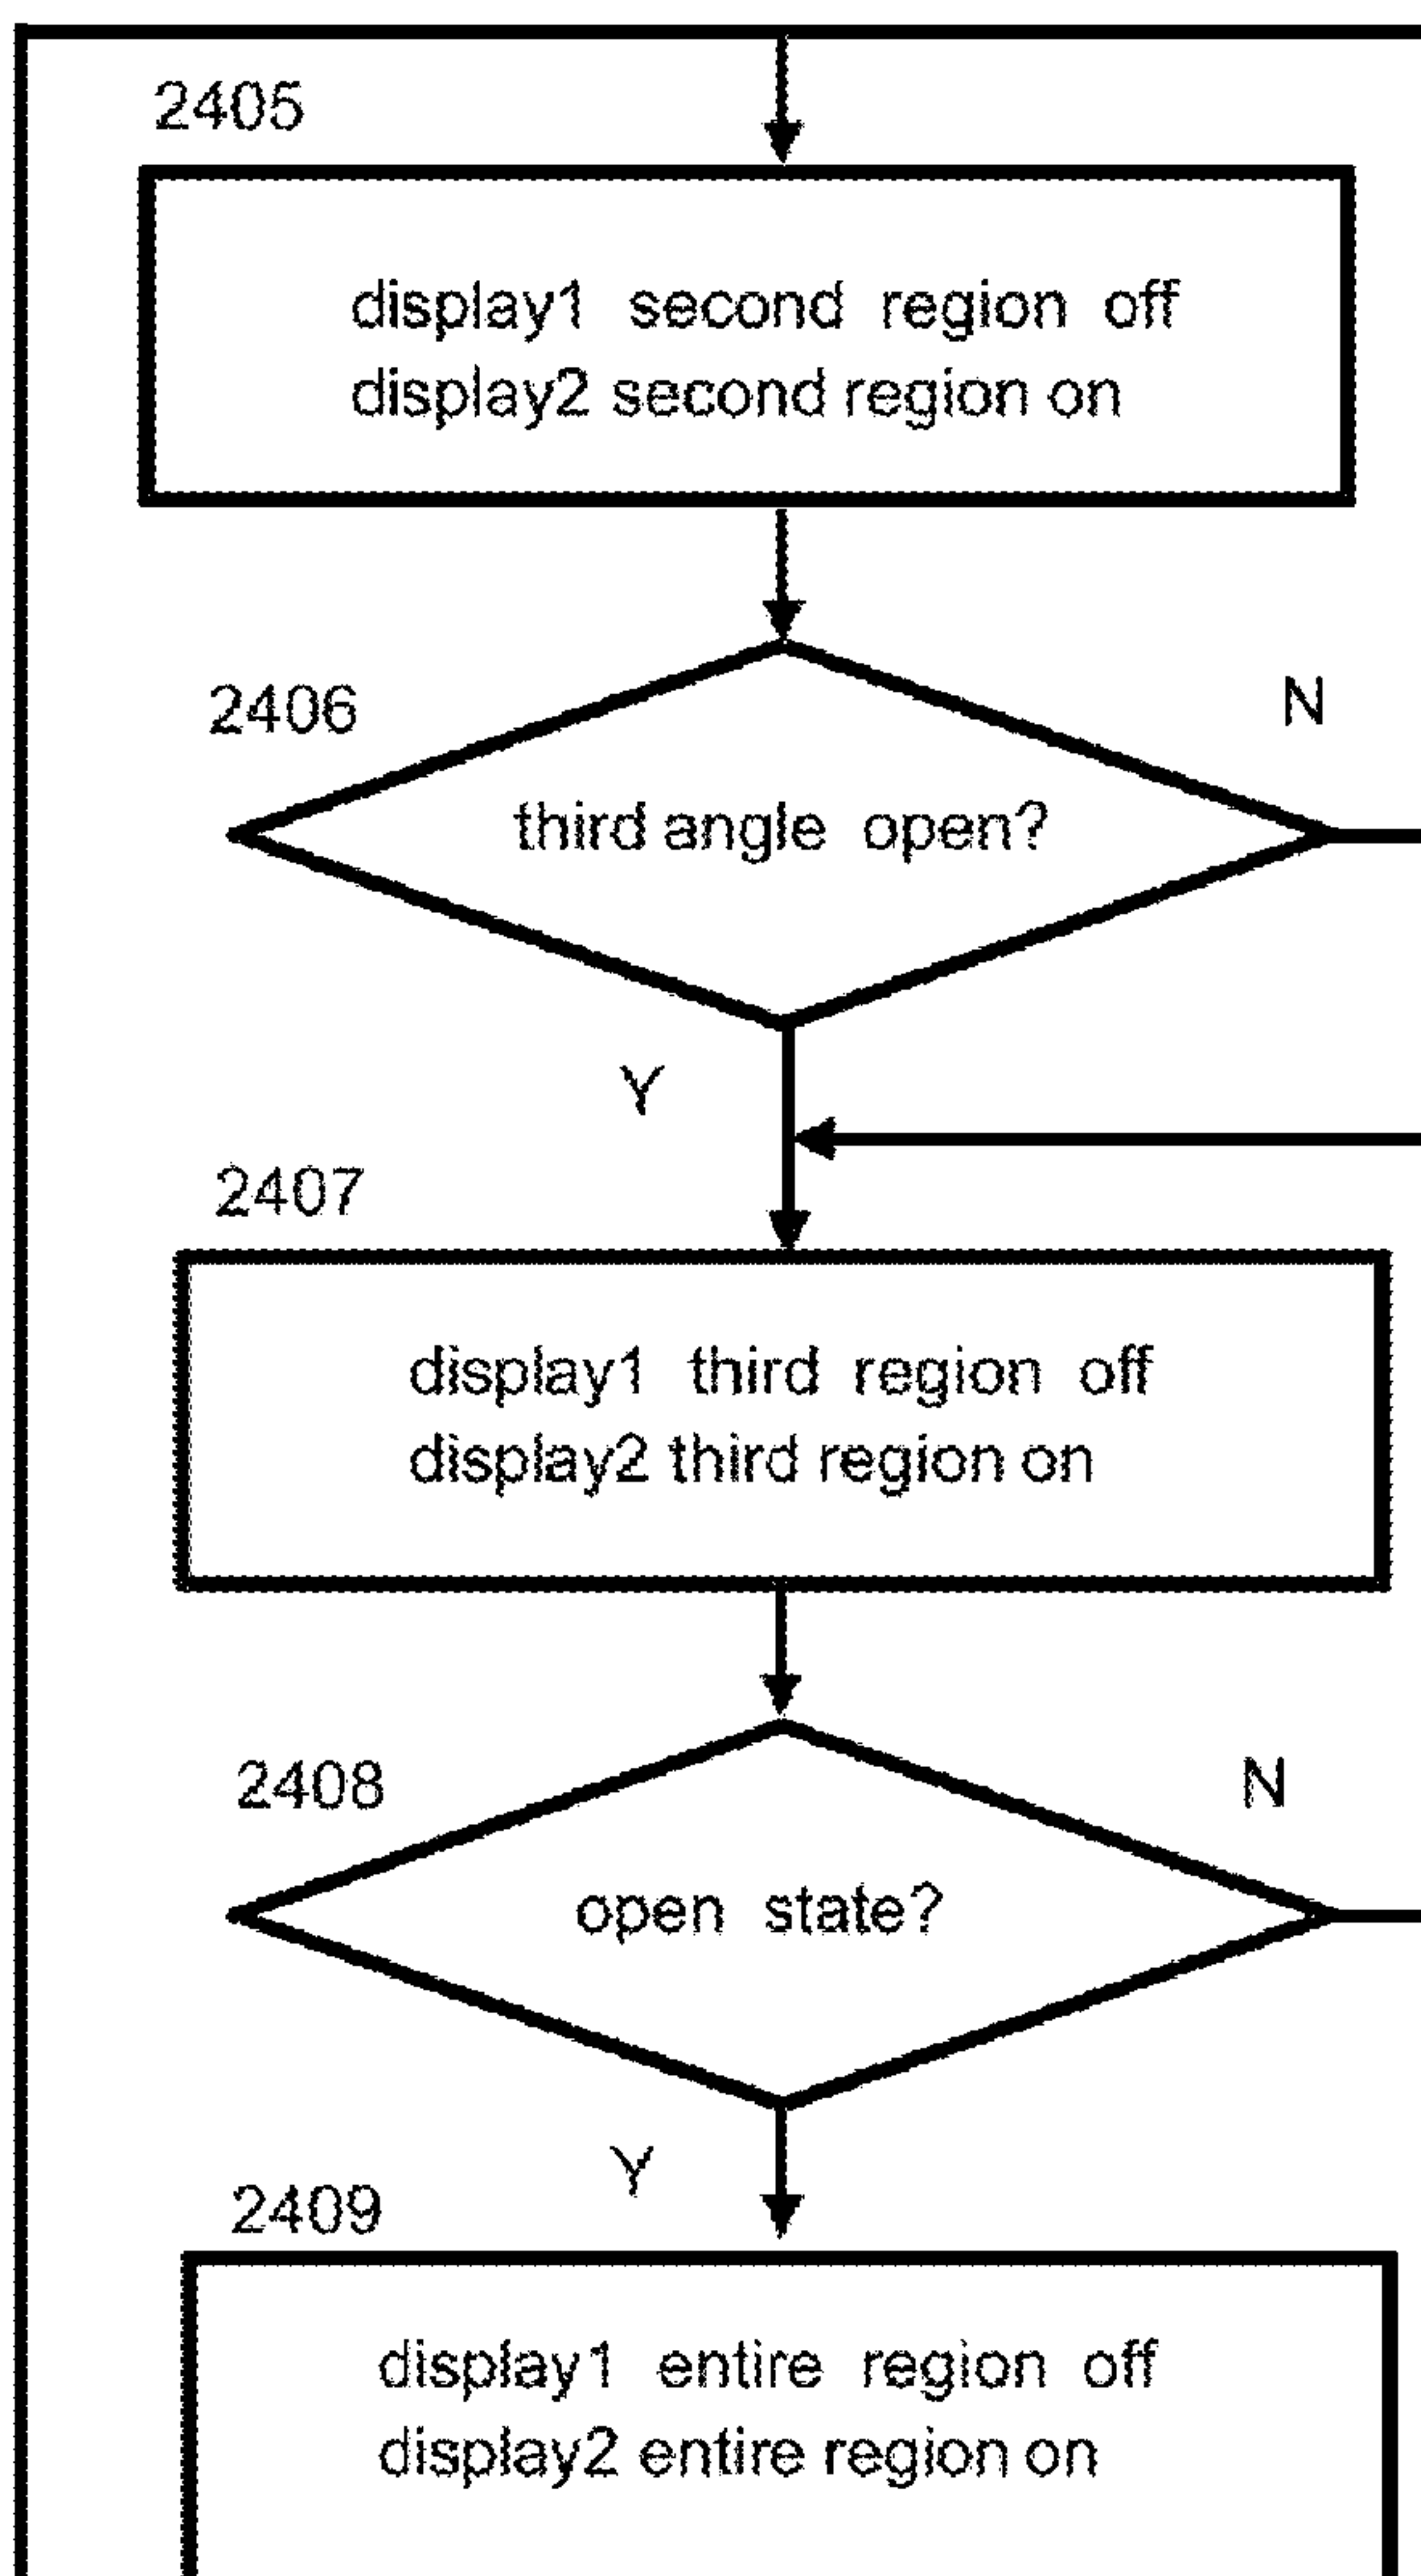 2405
display1 second region off
display2 second region on
2406
N
third angle open?
Y
2407
display1 third region off
display2 third region on
2408
N
open state?
Y
2409
display1 entire region off
display2 entire region on